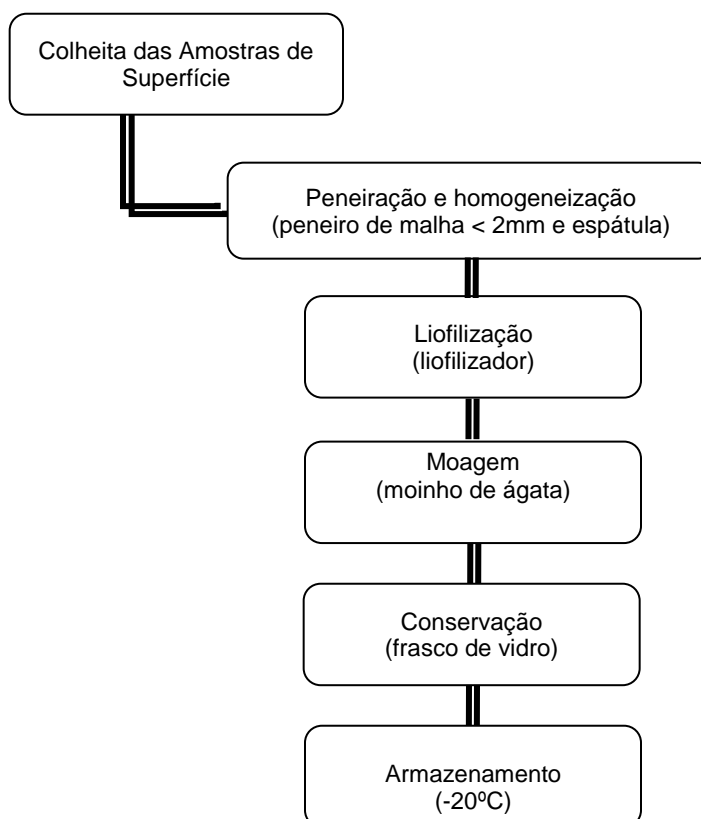 Colheita das Amostras de
Superfície
Peneiração e homogeneização
(peneiro de malha < 2mm e espátula)
Liofilização
(liofilizador)
Moagem
(moinho de ágata)
Conservação
(frasco de vidro)
Armazenamento
(-20ºC)